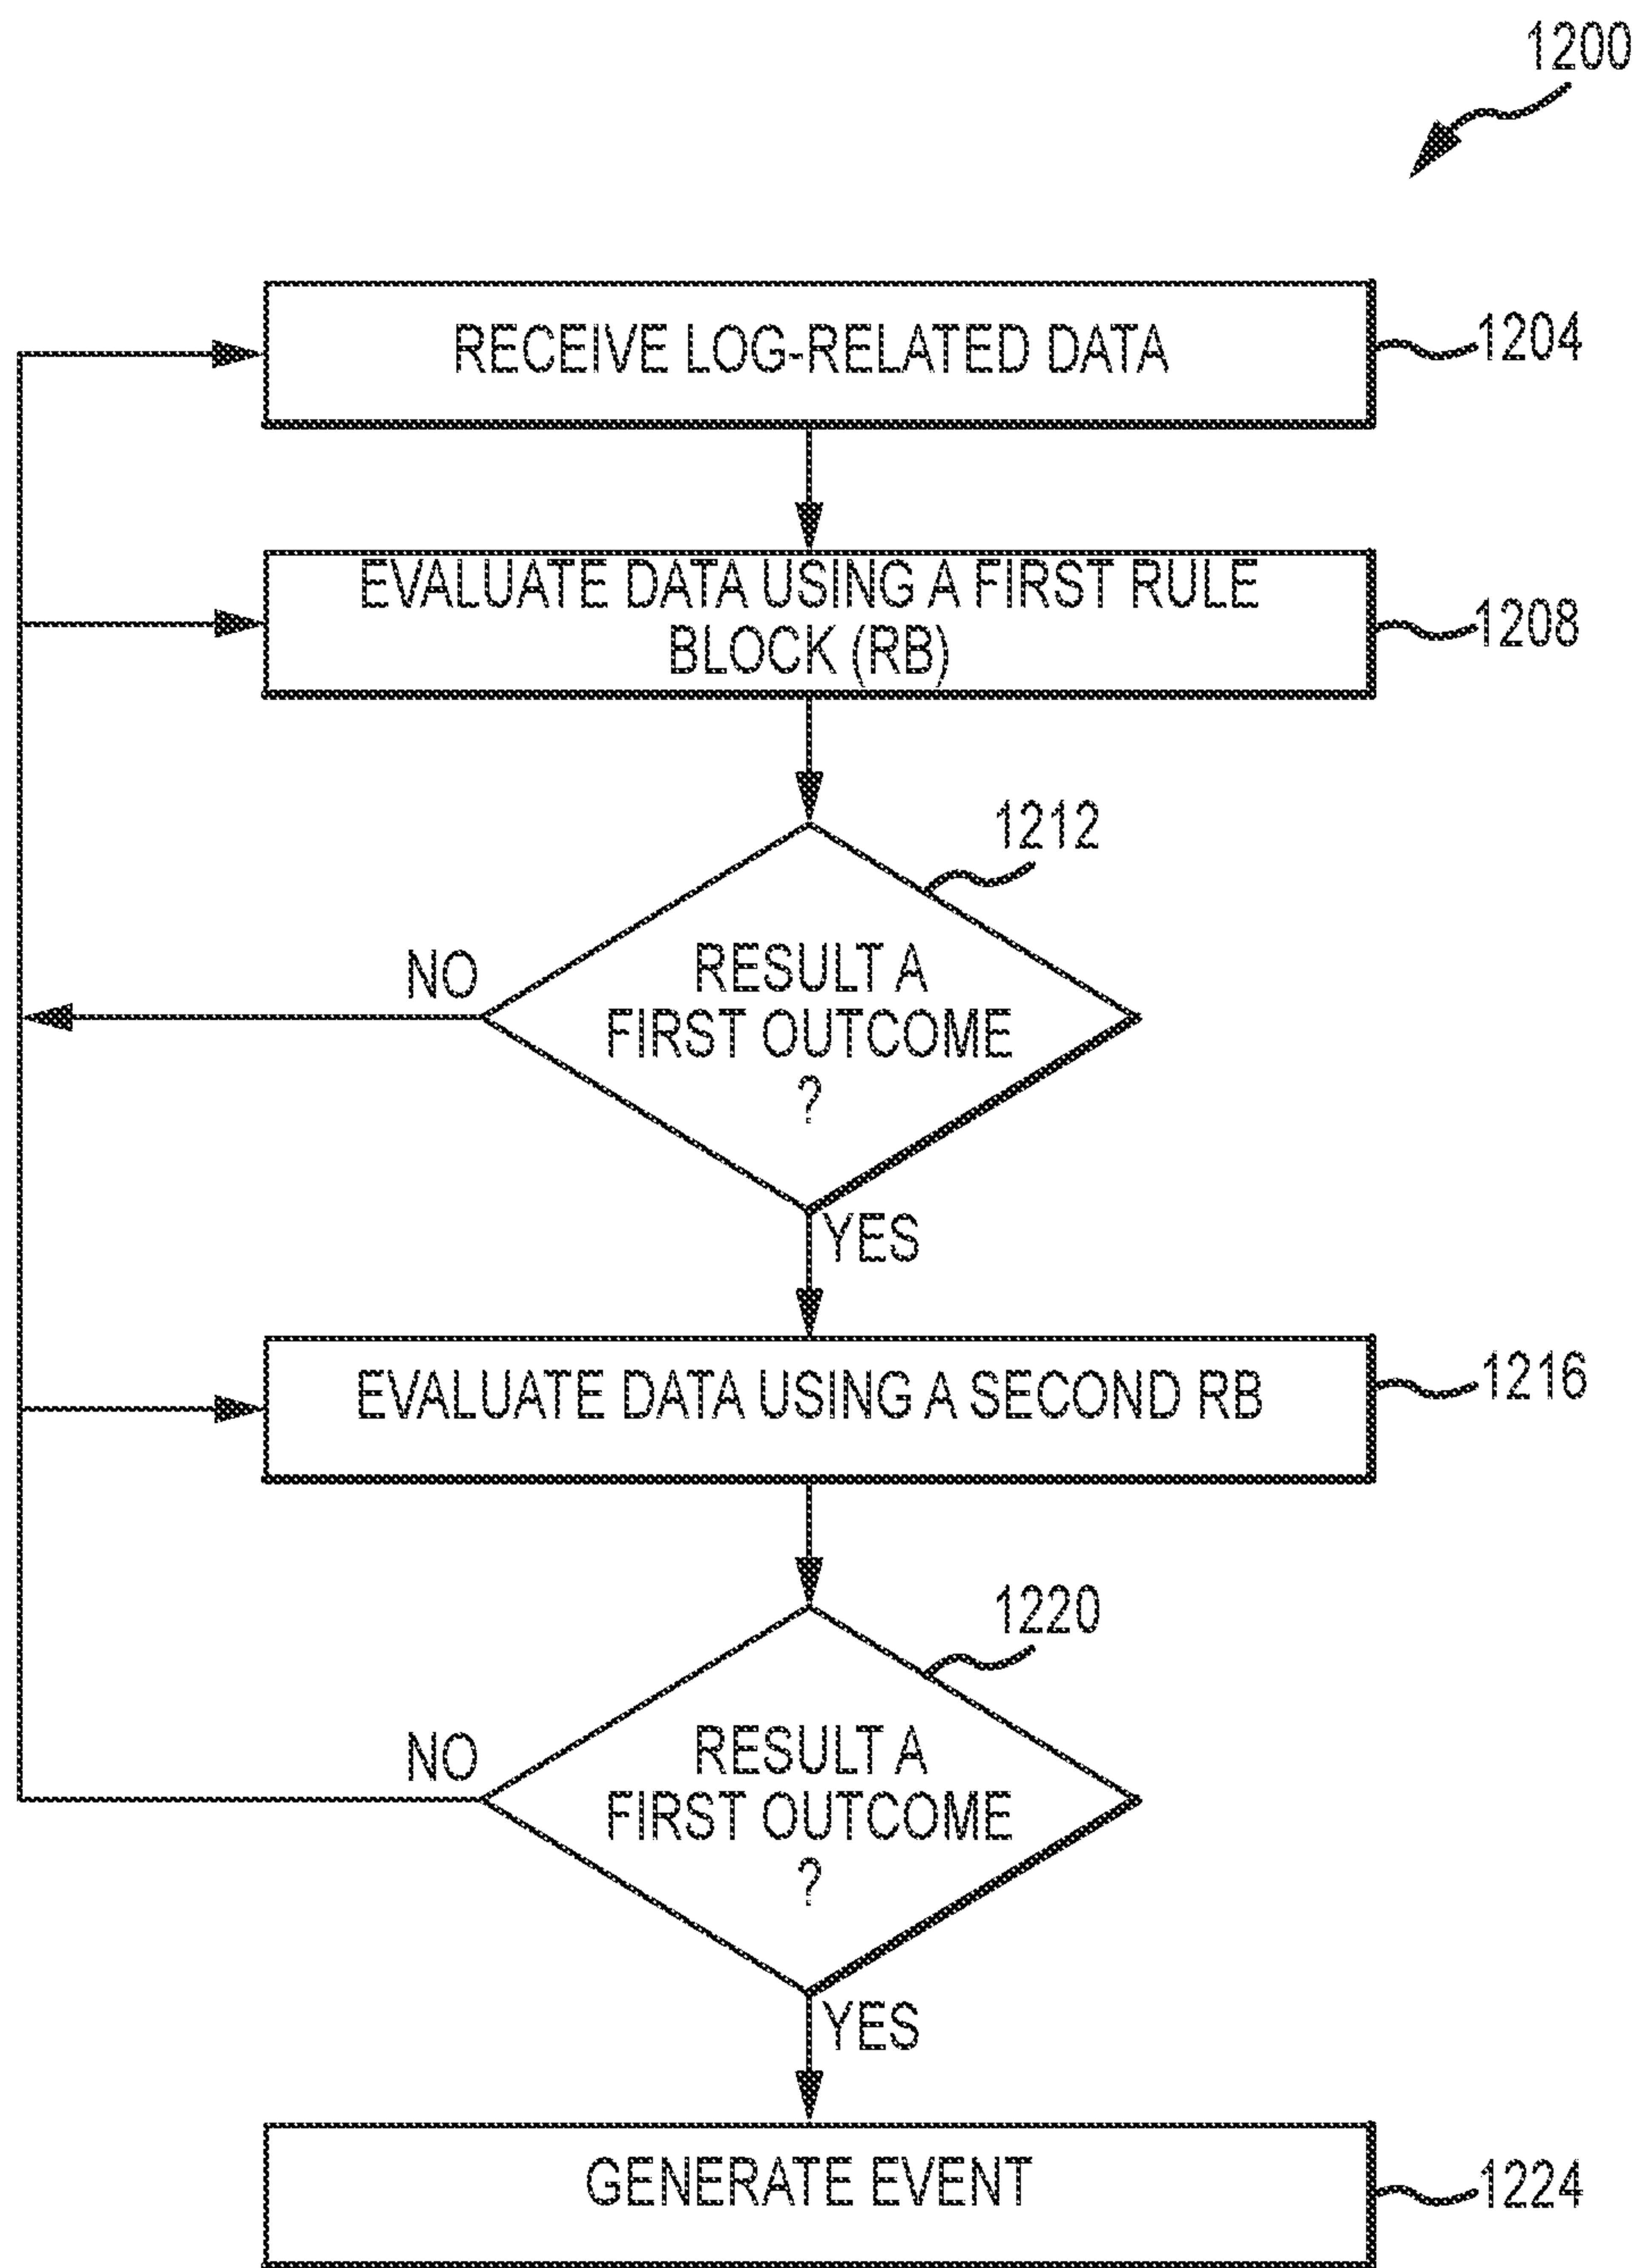 1200
RECEIVE LOG-RELATED DATA
1204
EVALUATE DATA USING A FIRST RULE
BLOCK (RB)
1208
1212
NO
RESULT A
FIRST OUTCOME
?
YES
EVALUATE DATA USING A SECOND RB
1216
1220
NO
RESULT A
FIRST OUTCOME
?
YES
GENERATE EVENT
1224